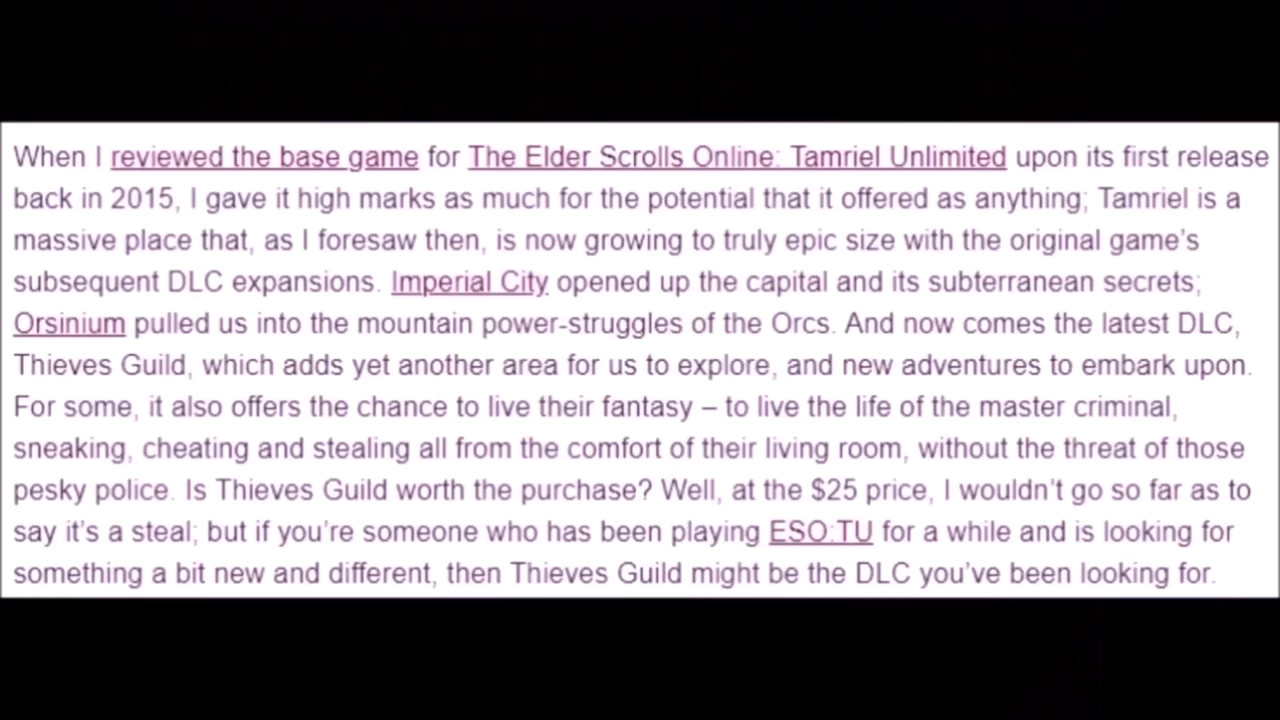 When I reviewed the base game for The Elder Scrolls Online: Tamriel Unlimited upon its first release
back in 2015, I gave it high marks as much for the potential that it offered as anything; Tamriel is a
massive place that, as I foresaw then, is now growing to truly epic size with the original game's
subsequent DLC expansions. Imperial City opened up the capital and its subterranean secrets;
Orsinium pulled us into the mountain power-struggles of the Orcs. And now comes the latest DLC,
Thieves Guild, which adds yet another area for us to explore, and new adventures to embark upon.
For some, it also offers the chance to live their fantasy – to live the life of the master criminal,
sneaking, cheating and stealing all from the comfort of their living room, without the threat of those
pesky police. Is Thieves Guild worth the purchase? Well, at the $25 price, I wouldn't go so far as to
say it's a steal; but if you're someone who has been playing ESO:TU for a while and is looking for
something a bit new and different, then Thieves Guild might be the DLC you've been looking for.